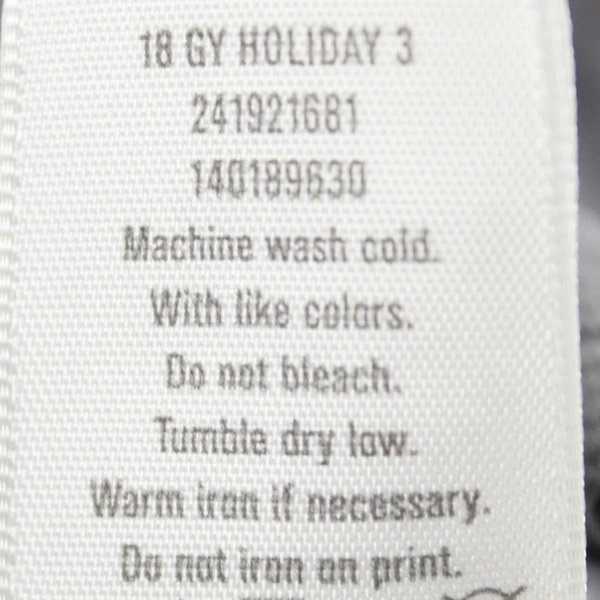 18 GY HOLIDAY 3
241921681
140189630
Machine wash cold.
With like colors.
Do not bleach.
Tumble dry low.
Warm iron if necessary.
Do not iron on print.